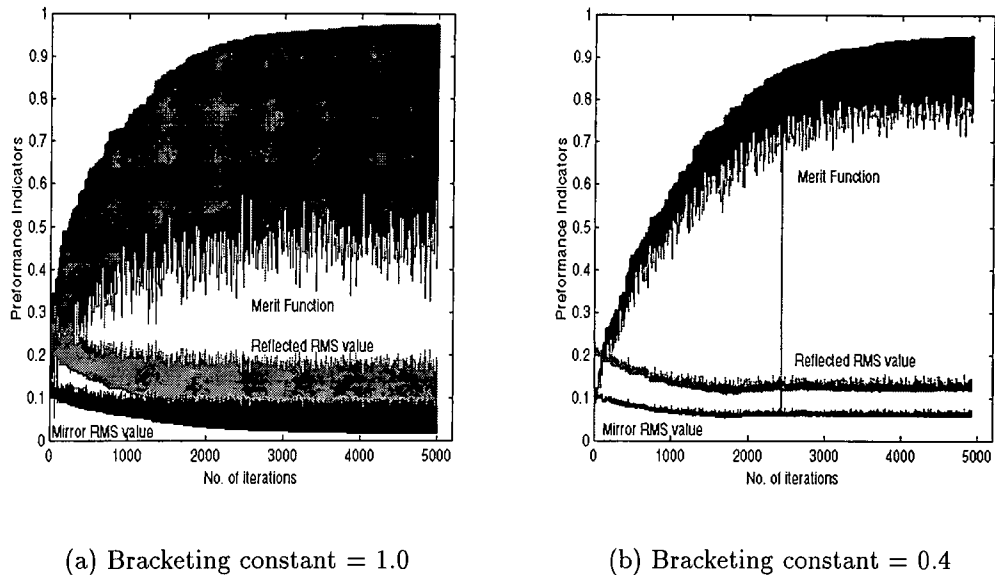 1
0.9
0.8
0.7
0.6
0.5
0.4
0.3
0.2
0.1
0
Preformance Indicators
Merit Function
Reflected RMS value
Mirror RMS value
0 1000 2000 3000 4000 5000
No. of iterations
(a) Bracketing constant = 1.0
1
0.9
0.8
0.7
0.6
0.5
0.4
0.3
0.2
0.1
0
Preformance Indicators
Merit Function
Reflected RMS value
Mirror RMS value
0 1000 2000 3000 4000 5000
No. of iterations
(b) Bracketing constant = 0.4